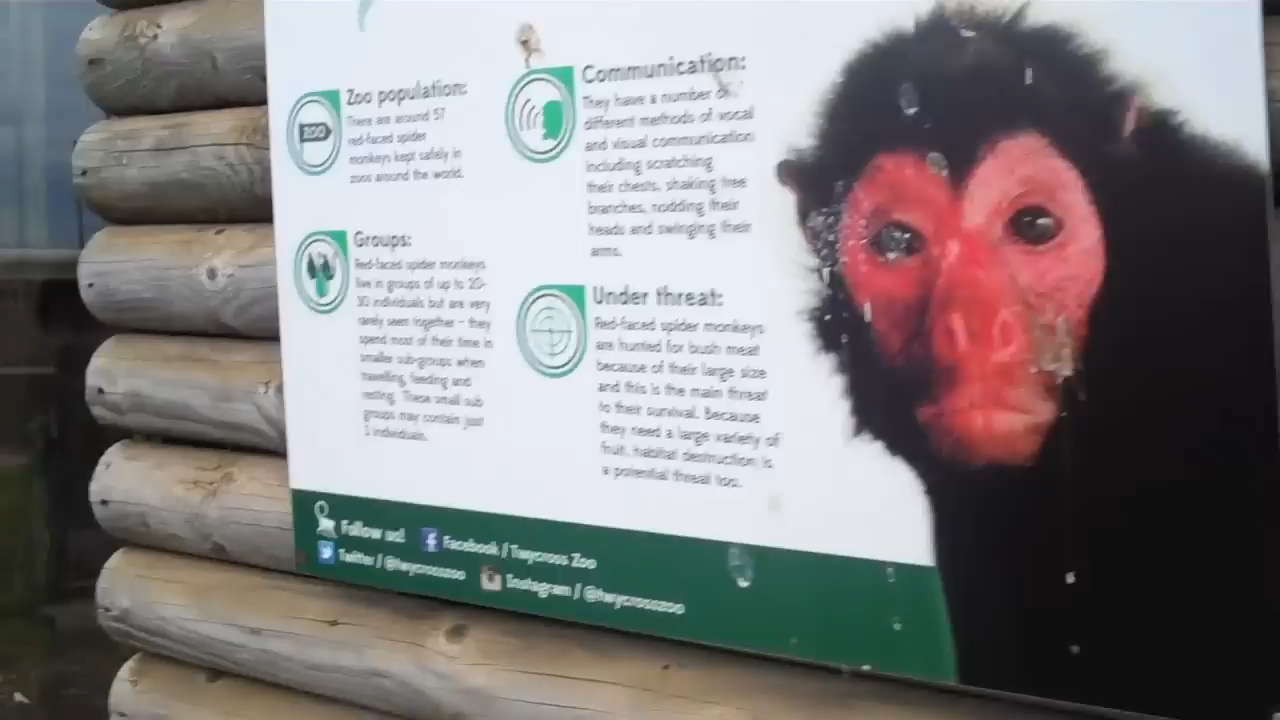 Zoo population:
There are around 57
red-faced spider
monkeys kept safely in
zoos around the world.
Groups:
Red-faced spider monkeys
live in groups of up to 20-
30 individuals but are very
rarely seen together - they
spend most of their time in
smaller sub-groups when
travelling, feeding and
resting. These small sub
groups may contain just
individuals.
Communication:
They have a number of
different methods of vocal
and visual communication
including scratching
their chests, shaking tree
branches, nodding their
heads and swinging their
arms.
Under threat:
Red-faced spider monkeys
are hunted for bush meat
because of their large size
and this is the main threat
to their survival. Because
they need a large variety of
fruit, habitat destruction is
a potential threat too.
Follow us!
Facebook / Twycross Zoo
Twitter / @twycrosszoo
Instagram / @twycrosszoo
ZOO